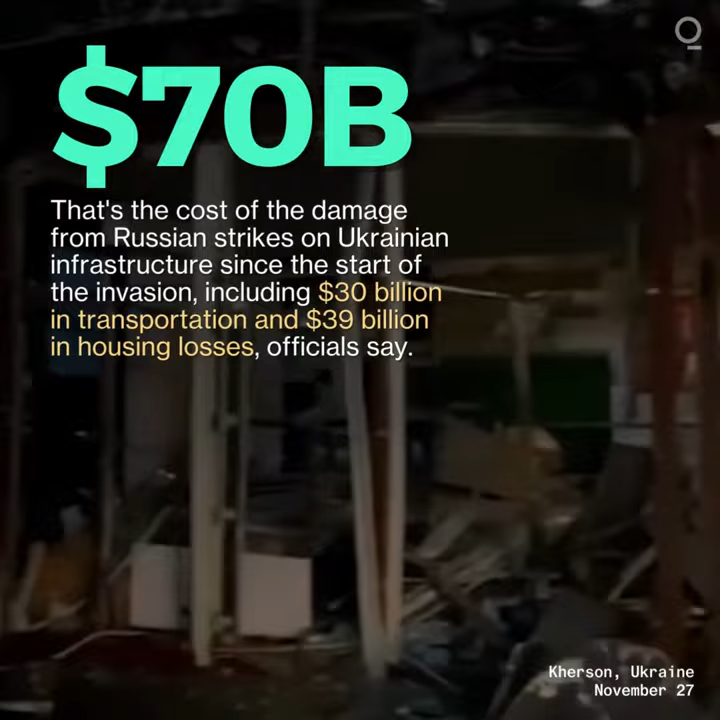 $70B
That's the cost of the damage
from Russian strikes on Ukrainian
infrastructure since the start of
the invasion, including $30 billion
in transportation and $39 billion
in housing losses, officials say.
Kherson, Ukraine
November 27